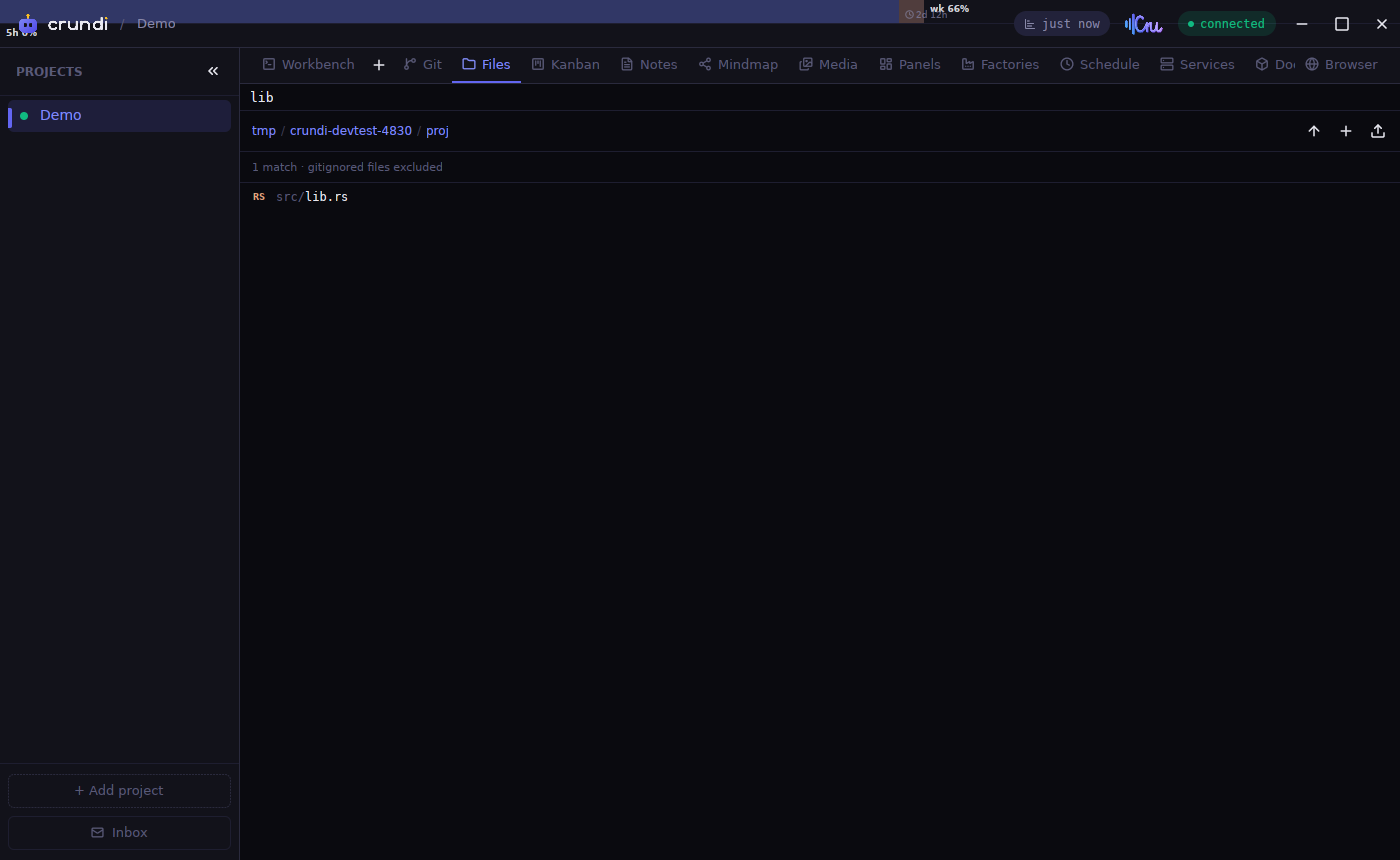 wk 66%
2d 12h
5h 0%
crundi / Demo
just now
Cru
connected
PROJECTS
Workbench
Git
Files
Kanban
Notes
Mindmap
Media
Panels
Factories
Schedule
Services
Doc
Browser
Demo
lib
tmp / crundi-devtest-4830 / proj
1 match · gitignored files excluded
RS src/lib.rs
+ Add project
Inbox